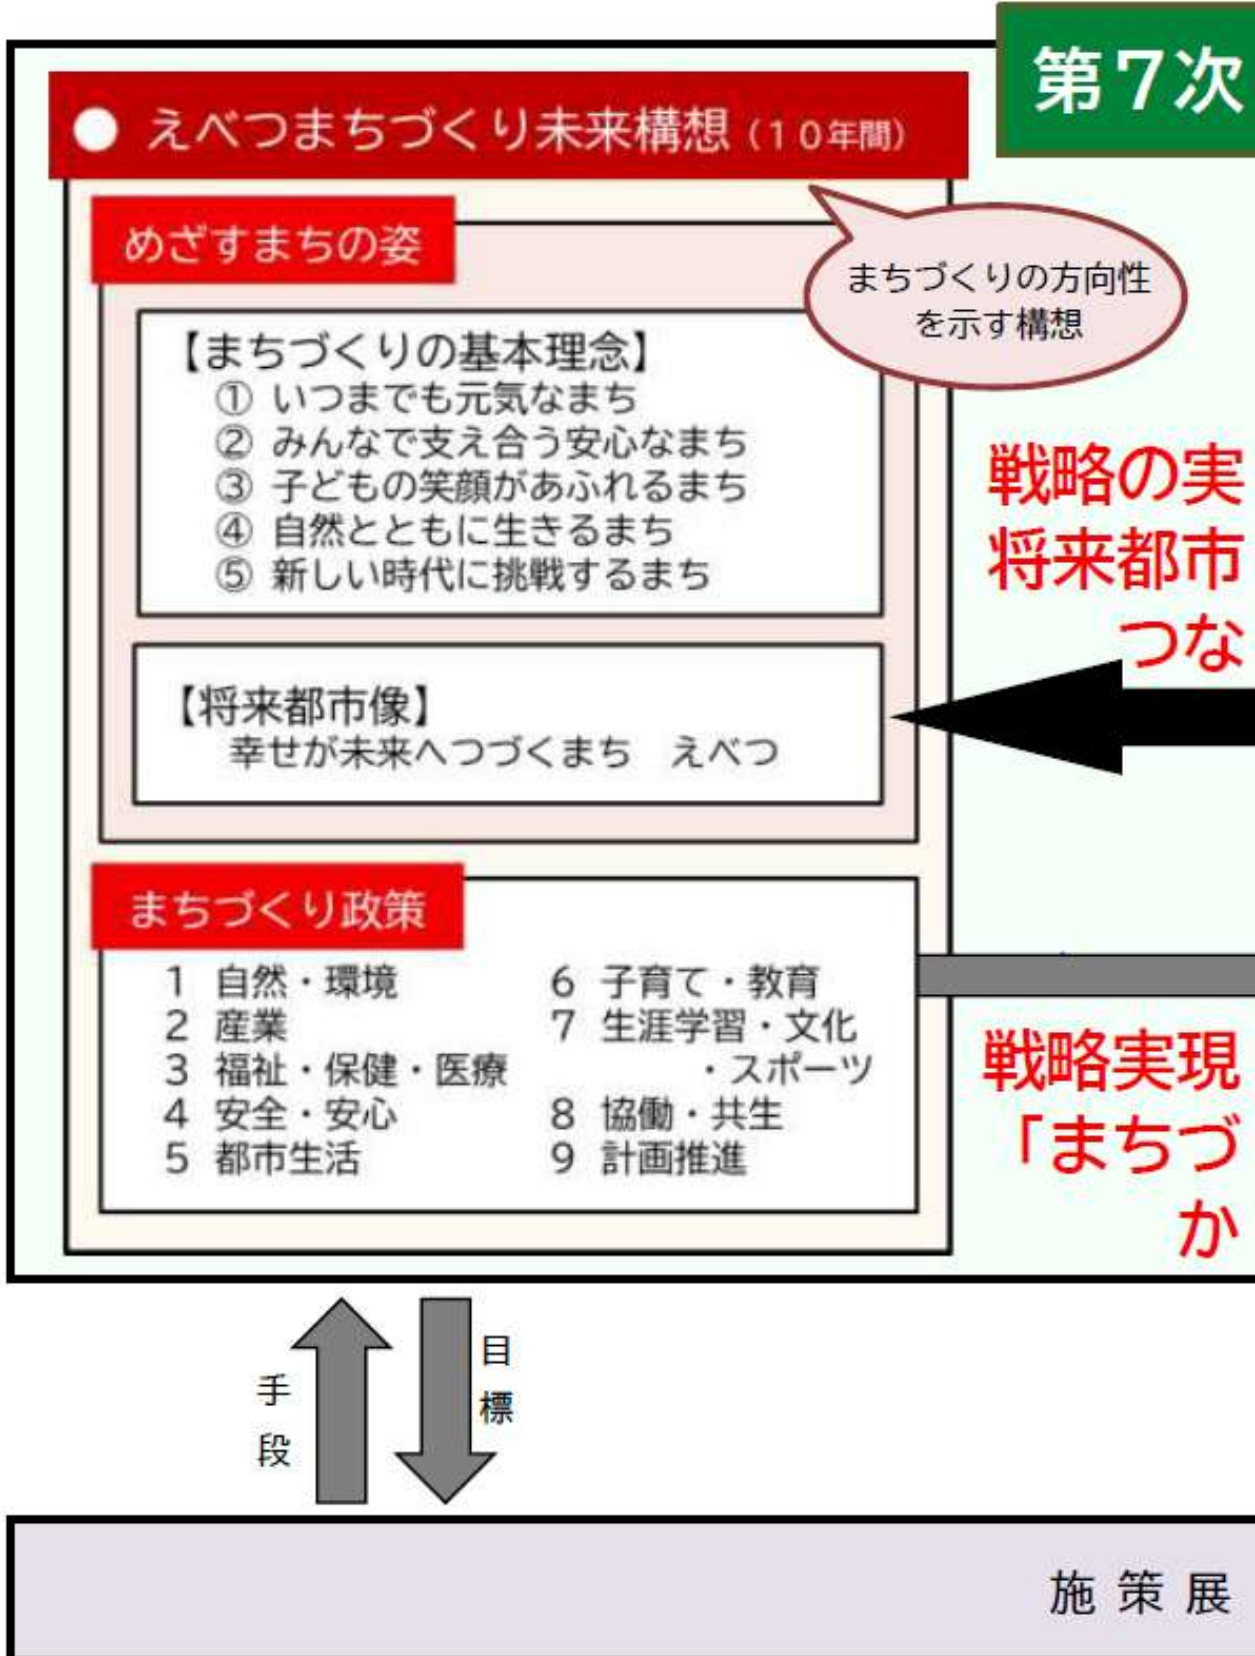 第7次
● えべつまちづくり未来構想（10年間）
めざすまちの姿
まちづくりの方向性
を示す構想
【まちづくりの基本理念】
① いつまでも元気なまち
② みんなで支え合う安心なまち
③ 子どもの笑顔があふれるまち
④ 自然とともに生きるまち
⑤ 新しい時代に挑戦するまち
戦略の実
将来都市
つな
【将来都市像】
幸せが未来へつづくまち　えべつ
まちづくり政策
1 自然・環境
2 産業
3 福祉・保健・医療
4 安全・安心
5 都市生活
6 子育て・教育
7 生涯学習・文化
・スポーツ
8 協働・共生
9 計画推進
戦略実現
「まちづ
か
手段
目標
施策展